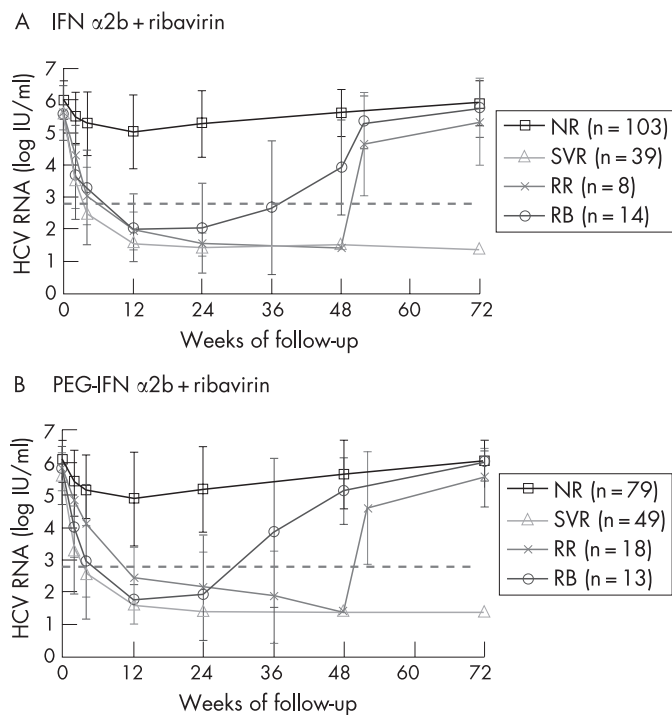 A IFN α2b + ribavirin
HCV RNA (log IU/ml)
7
6
5
4
3
2
1
0
0 12 24 36 48 60 72
Weeks of follow-up
NR (n = 103)
SVR (n = 39)
RR (n = 8)
RB (n = 14)
B PEG-IFN α2b + ribavirin
HCV RNA (log IU/ml)
7
6
5
4
3
2
1
0
0 12 24 36 48 60 72
Weeks of follow-up
NR (n = 79)
SVR (n = 49)
RR (n = 18)
RB (n = 13)